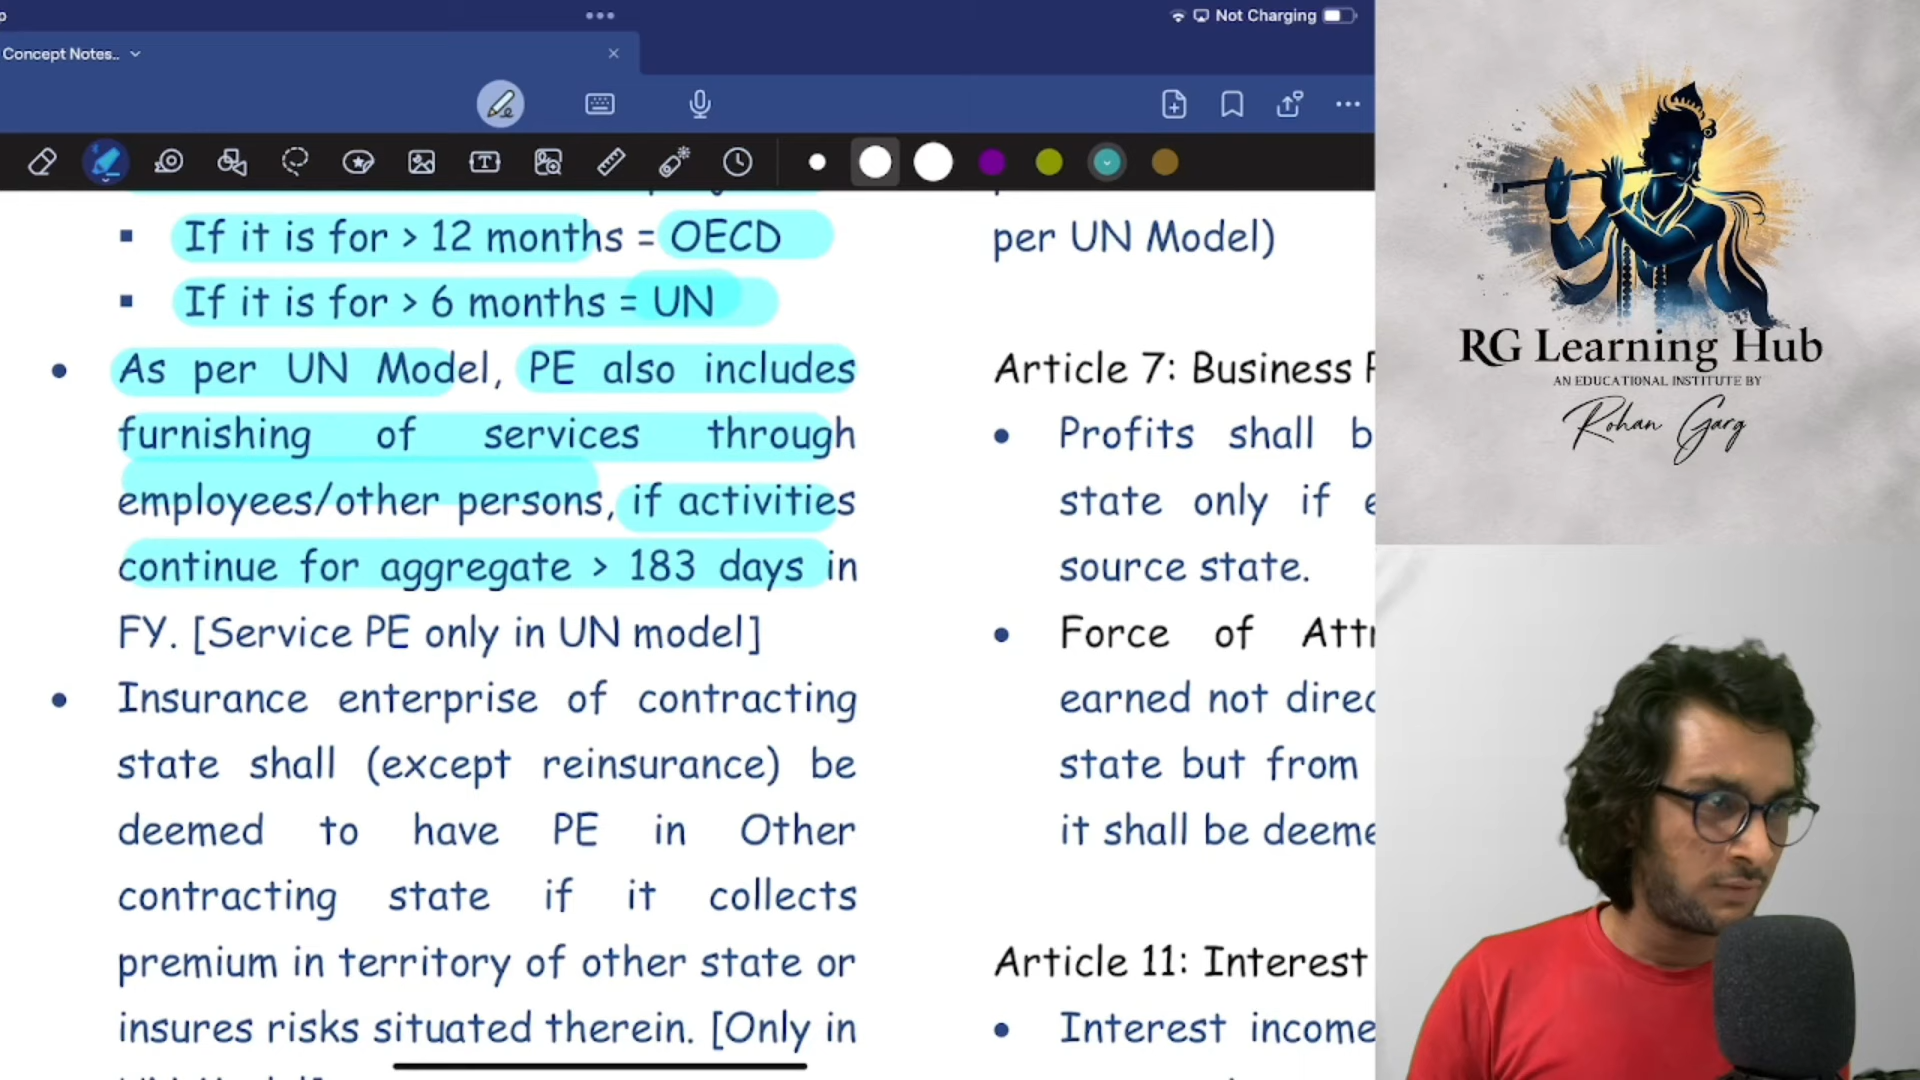 Not Charging
Concept Notes..
If it is for > 12 months = OECD
If it is for > 6 months = UN
As per UN Model, PE also includes
furnishing of services through
employees/other persons, if activities
continue for aggregate > 183 days in
FY. [Service PE only in UN model]
Insurance enterprise of contracting
state shall (except reinsurance) be
deemed to have PE in Other
contracting state if it collects
premium in territory of other state or
insures risks situated therein. [Only in
per UN Model)
Article 7: Business
Profits shall b
state only if e
source state.
Force of Att
earned not direc
state but from
it shall be deeme
Article 11: Interest
Interest income
RG Learning Hub
AN EDUCATIONAL INSTITUTE BY
Rohan Garg